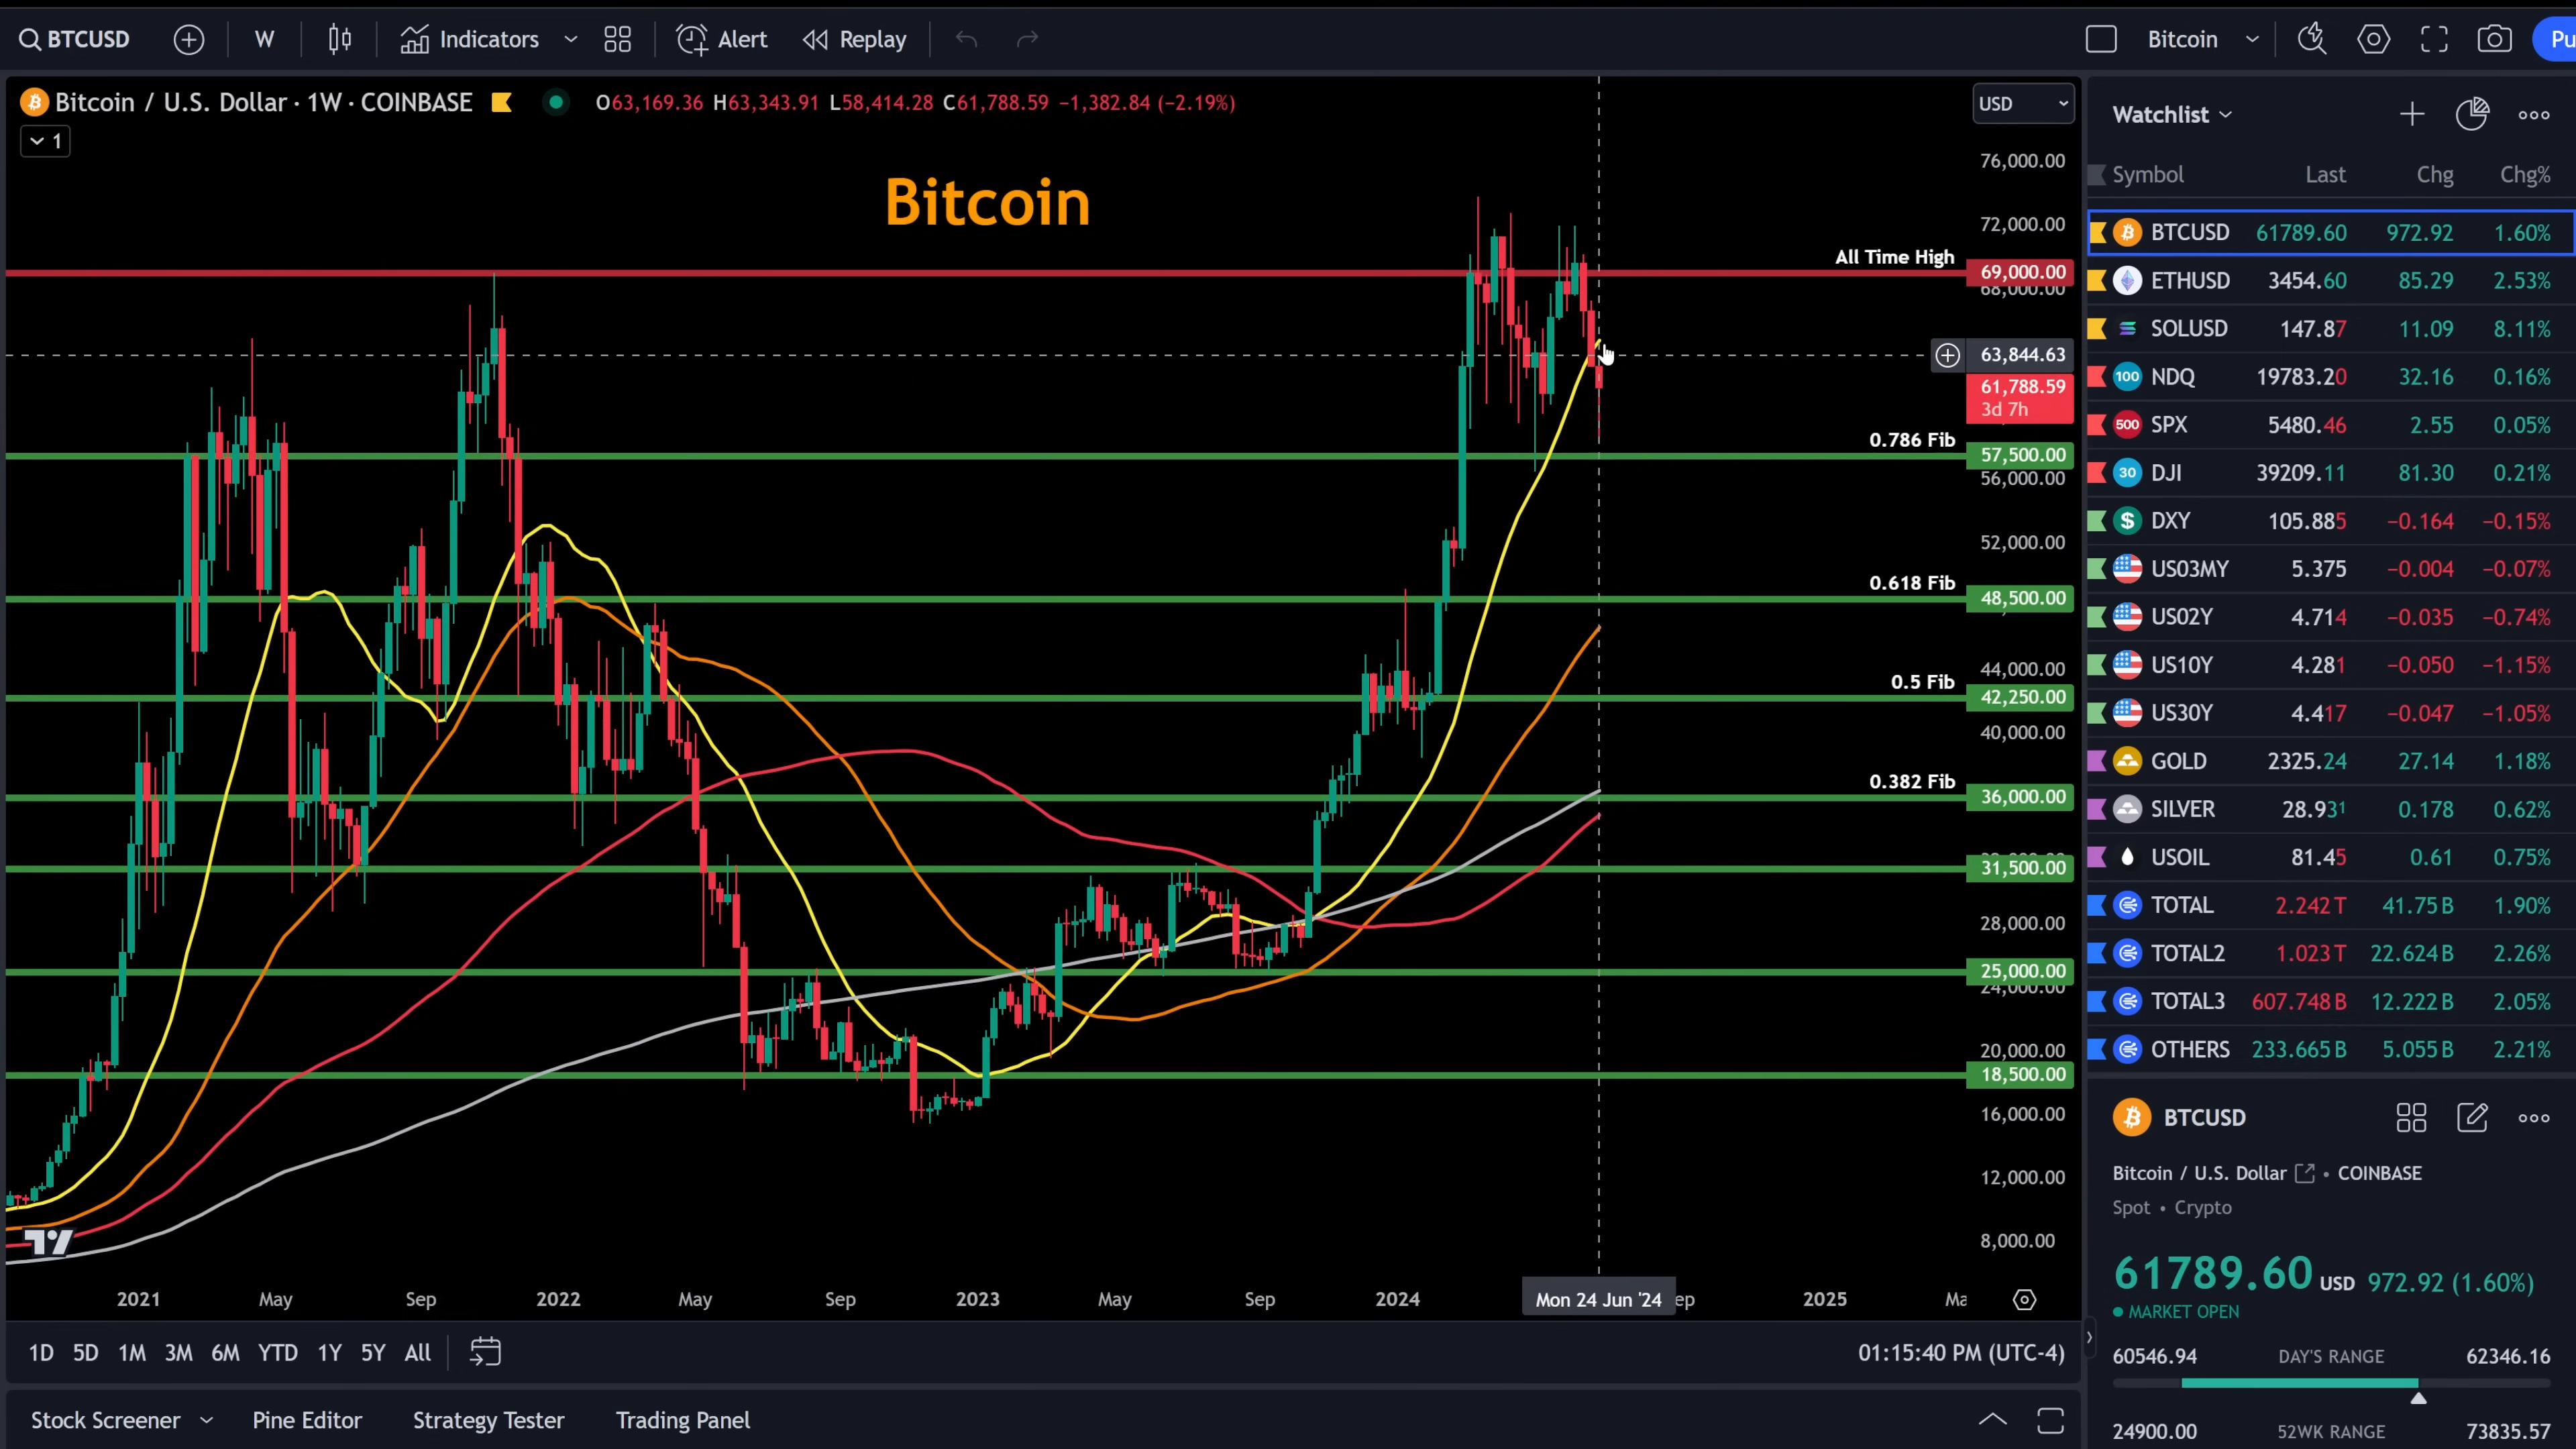 BTCUSD W Indicators Alert Replay Bitcoin Pu
Bitcoin / U.S. Dollar · 1W · COINBASE O63,169.36 H63,343.91 L58,414.28 C61,788.59 −1,382.84 (−2.19%) USD
1
Bitcoin
76,000.00
72,000.00
All Time High 69,000.00
68,000.00
63,844.63
61,788.59
3d 7h
0.786 Fib 57,500.00
56,000.00
52,000.00
0.618 Fib 48,500.00
44,000.00
0.5 Fib 42,250.00
40,000.00
0.382 Fib 36,000.00
31,500.00
28,000.00
25,000.00
24,000.00
20,000.00
18,500.00
16,000.00
12,000.00
8,000.00
2021 May Sep 2022 May Sep 2023 May Sep 2024 Mon 24 Jun '24 ep 2025 Ma
1D 5D 1M 3M 6M YTD 1Y 5Y All 01:15:40 PM (UTC-4)
Stock Screener Pine Editor Strategy Tester Trading Panel
Watchlist
Symbol Last Chg Chg%
BTCUSD 61789.60 972.92 1.60%
ETHUSD 3454.60 85.29 2.53%
SOLUSD 147.87 11.09 8.11%
100 NDQ 19783.20 32.16 0.16%
500 SPX 5480.46 2.55 0.05%
30 DJI 39209.11 81.30 0.21%
$ DXY 105.885 −0.164 −0.15%
US03MY 5.375 −0.004 −0.07%
US02Y 4.714 −0.035 −0.74%
US10Y 4.281 −0.050 −1.15%
US30Y 4.417 −0.047 −1.05%
GOLD 2325.24 27.14 1.18%
SILVER 28.931 0.178 0.62%
USOIL 81.45 0.61 0.75%
TOTAL 2.242T 41.75B 1.90%
TOTAL2 1.023T 22.624B 2.26%
TOTAL3 607.748B 12.222B 2.05%
OTHERS 233.665B 5.055B 2.21%
BTCUSD
Bitcoin / U.S. Dollar • COINBASE
Spot • Crypto
61789.60 USD 972.92 (1.60%)
MARKET OPEN
60546.94 DAY'S RANGE 62346.16
24900.00 52WK RANGE 73835.57